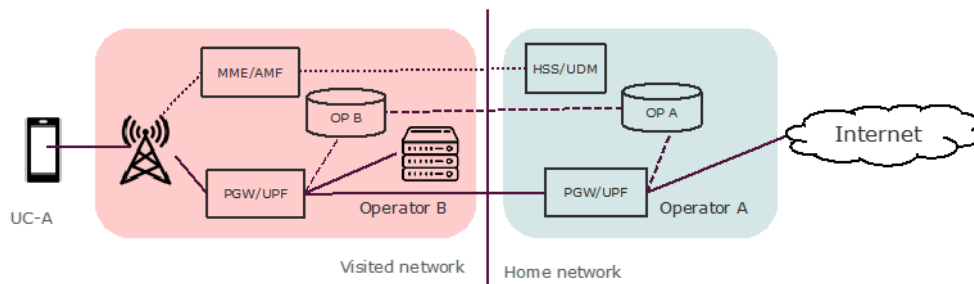 MME/AMF
HSS/UDM
OP B
OP A
Internet
UC-A
PGW/UPF
Operator B
PGW/UPF
Operator A
Visited network
Home network